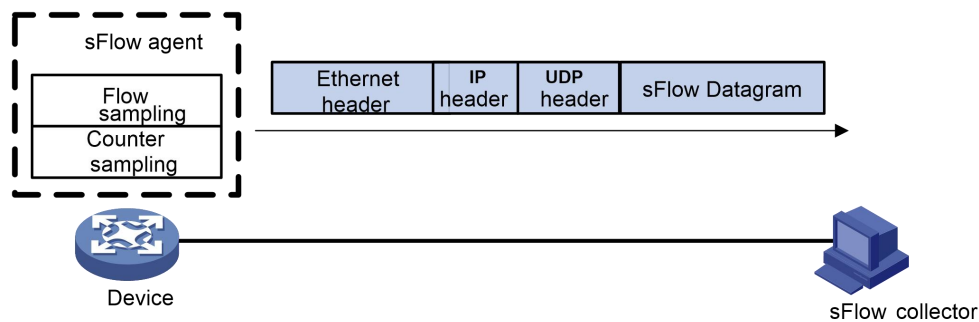 sFlow agent
Flow
sampling
Counter
sampling
Ethernet
header
IP
header
UDP
header
sFlow Datagram
Device
sFlow collector